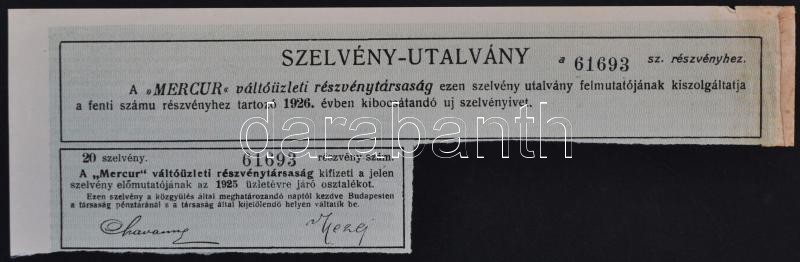 SZELVÉNY-UTALVÁNY a 61693 sz. részvényhez.
A »MERCUR« váltóüzleti részvénytársaság ezen szelvény utalvány felmutatójának kiszolgáltatja
a fenti számu részvényhez tartozó 1926. évben kibocsátandó uj szelvényivet.
darabanth
20 szelvény. 61693 részvény szám.
A „Mercur" váltóüzleti részvénytársaság kifizeti a jelen
szelvény előmutatójának az 1925 üzletévre járó osztalékot.
Ezen szelvény a közgyülés által meghatározandó naptól kezdve Budapesten
a társaság pénztáránál s a társaság által kijelölendő helyen váltatik be.